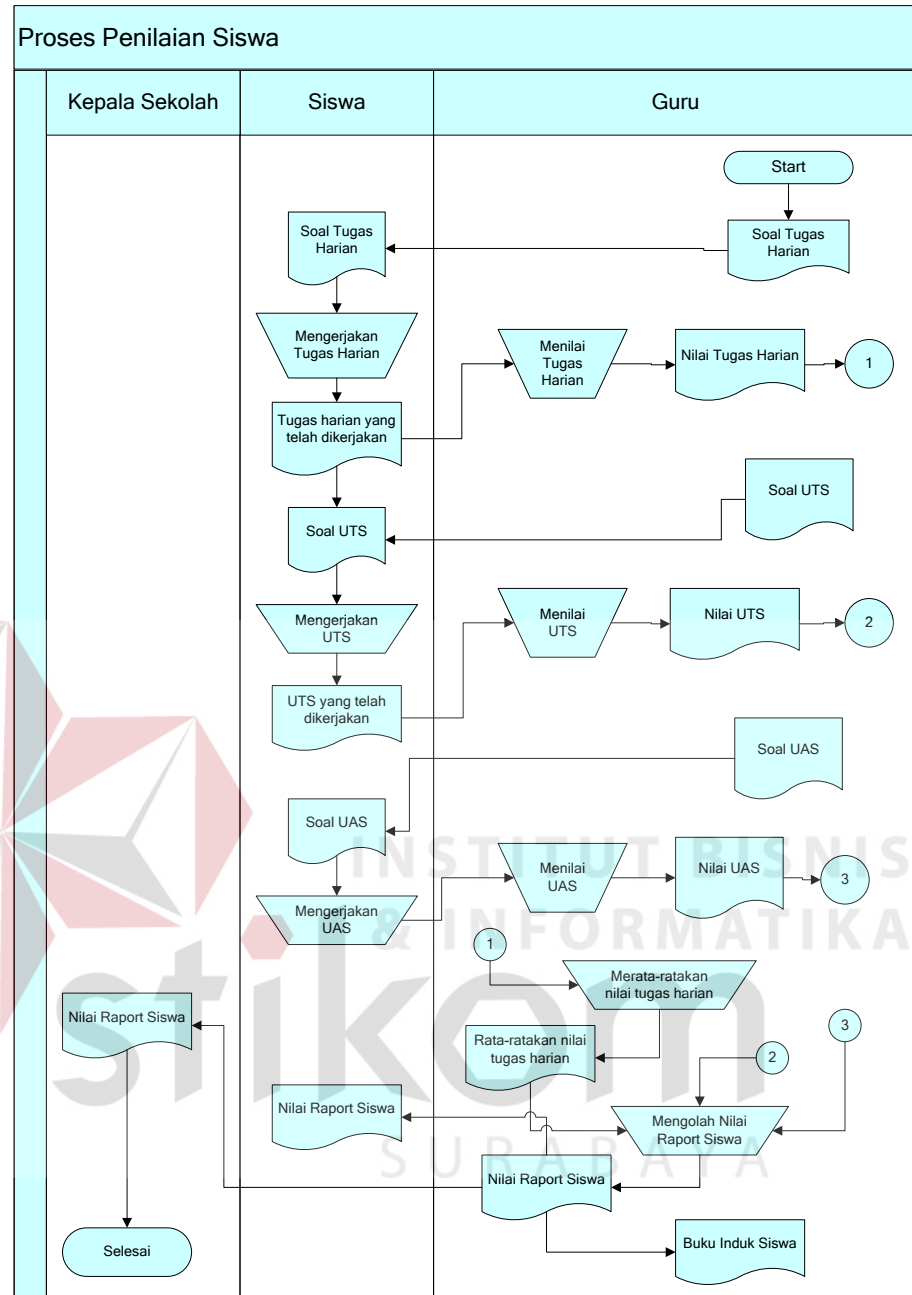 Proses Penilaian Siswa
Kepala Sekolah
Siswa
Guru
Start
Soal Tugas
Harian
Soal Tugas
Harian
Mengerjakan
Tugas Harian
Menilai
Tugas
Harian
Nilai Tugas Harian
1
Tugas harian yang
telah dikerjakan
Soal UTS
Soal UTS
Mengerjakan
UTS
Menilai
UTS
Nilai UTS
2
UTS yang telah
dikerjakan
Soal UAS
Soal UAS
Menilai
UAS
Nilai UAS
3
Mengerjakan
UAS
1
Merata-ratakan
nilai tugas harian
Nilai Raport Siswa
Rata-ratakan nilai
tugas harian
2
3
Nilai Raport Siswa
Mengolah Nilai
Raport Siswa
Nilai Raport Siswa
Selesai
Buku Induk Siswa
INSTITUT BISNIS
& INFORMATIKA
stikom
SURABAYA